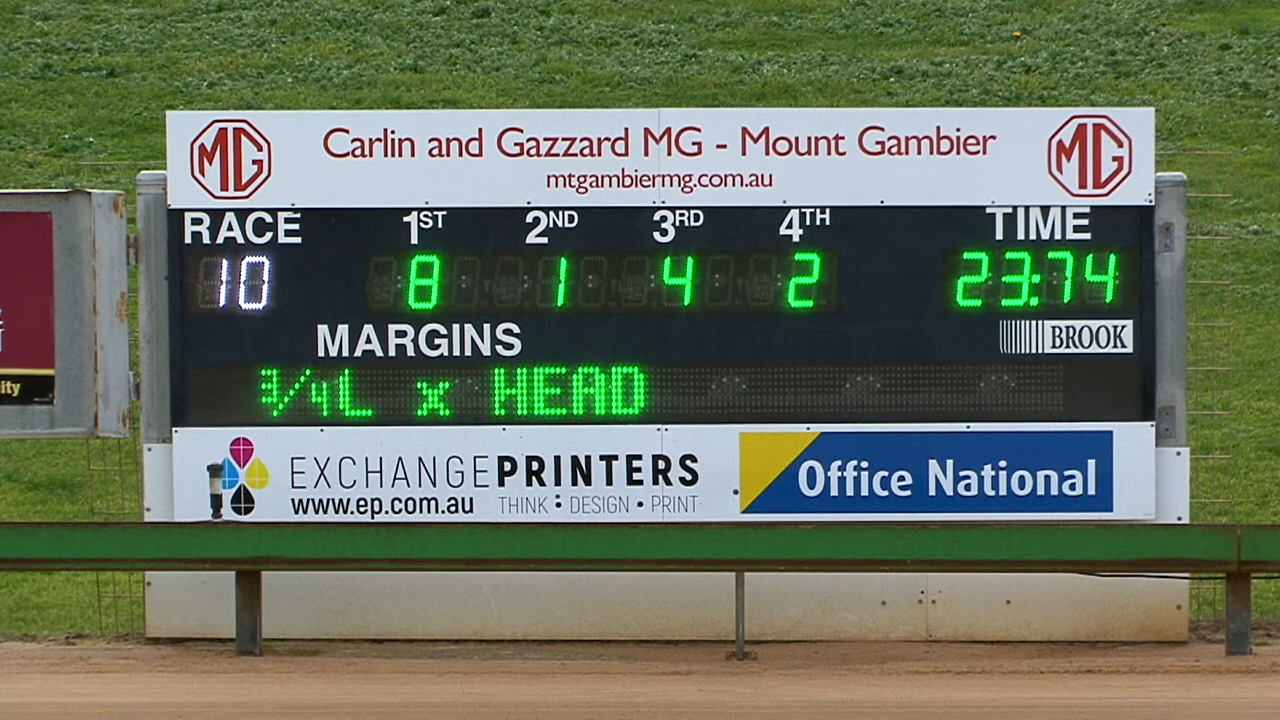 MG Carlin and Gazzard MG - Mount Gambier MG
mtgambiermg.com.au
RACE 1ST 2ND 3RD 4TH TIME
10 8 1 4 2 23:74
MARGINS BROOK
3/4L x HEAD
ity
EXCHANGEPRINTERS
www.ep.com.au THINK : DESIGN • PRINT
Office National